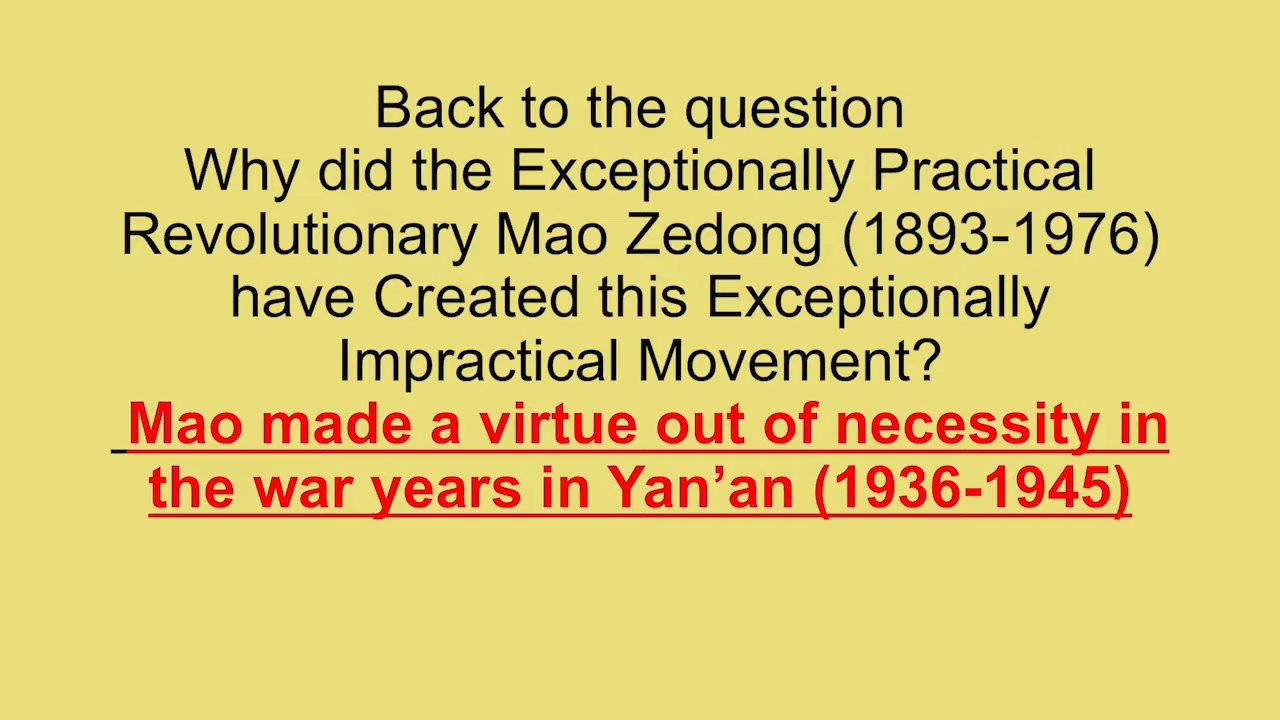 Back to the question
Why did the Exceptionally Practical
Revolutionary Mao Zedong (1893-1976)
have Created this Exceptionally
Impractical Movement?
Mao made a virtue out of necessity in
the war years in Yan’an (1936-1945)